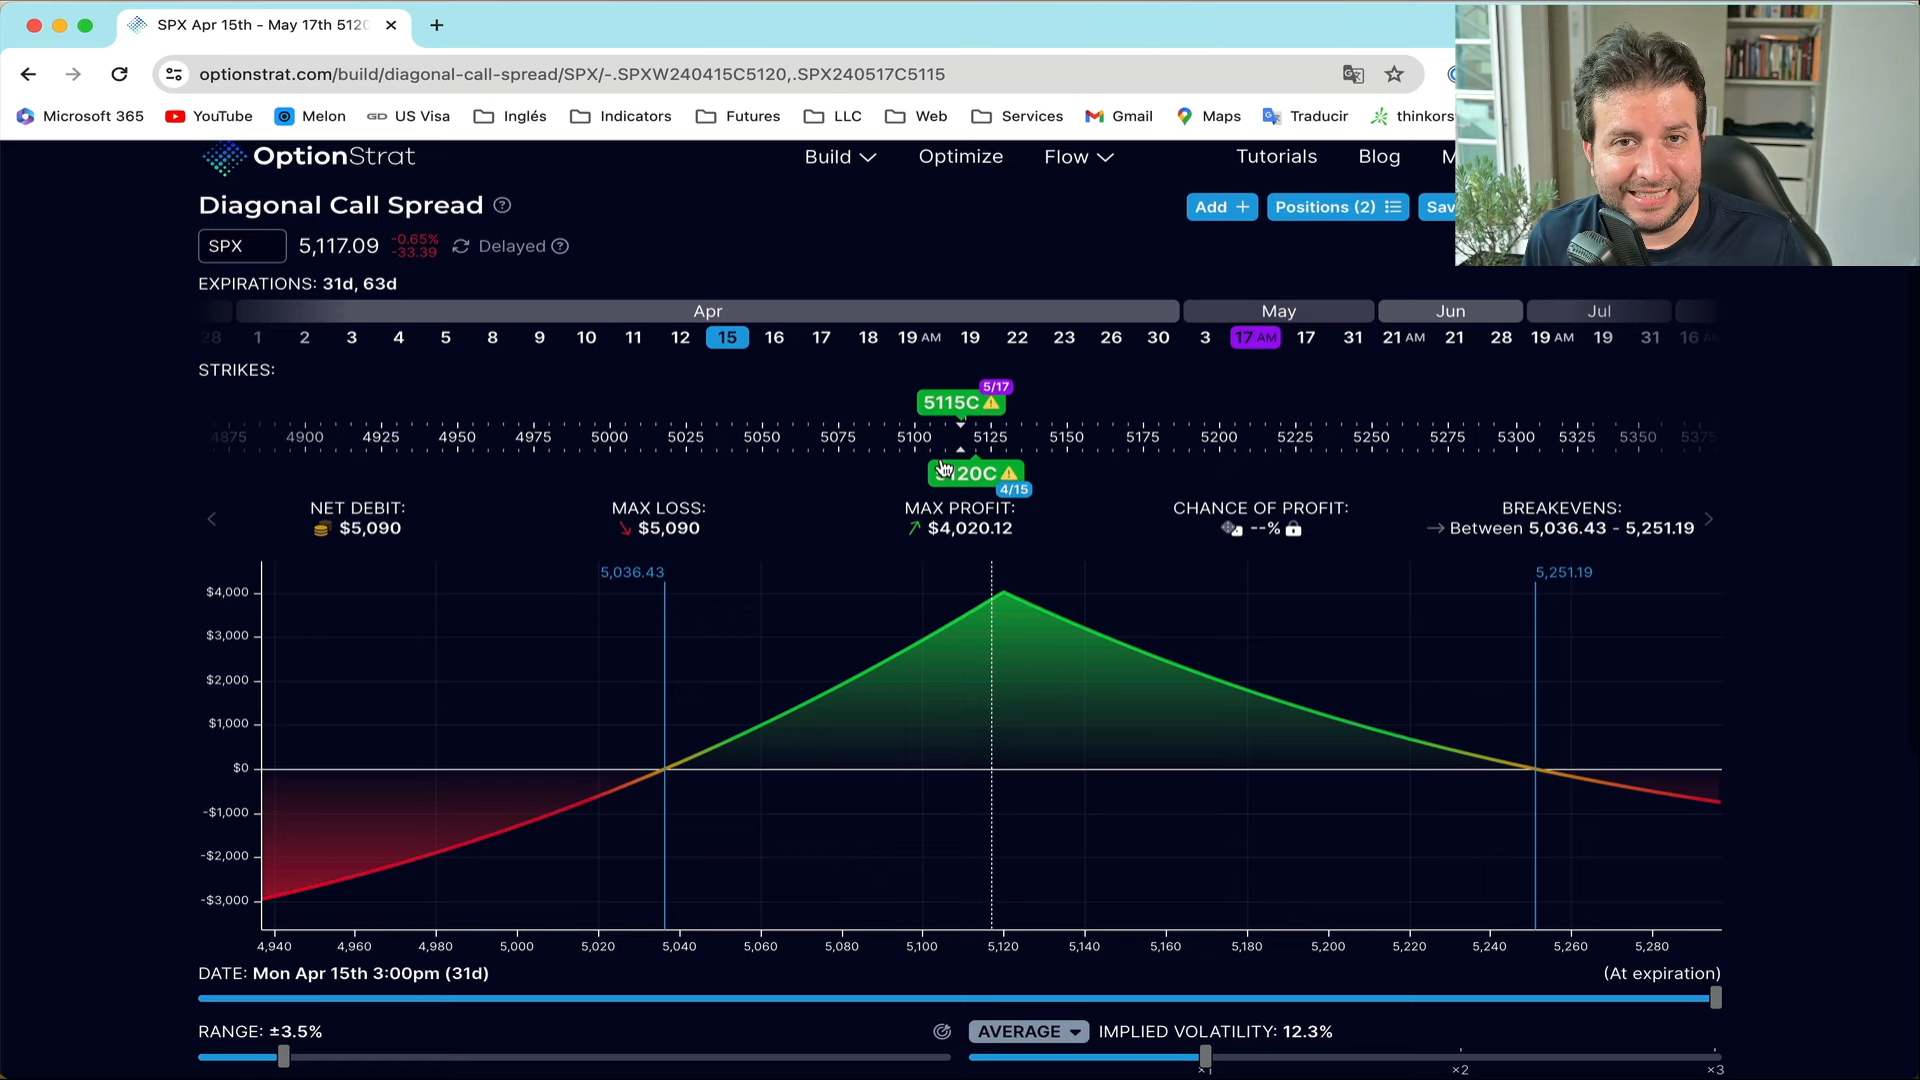 SPX Apr 15th - May 17th 5120
optionstrat.com/build/diagonal-call-spread/SPX/-.SPXW240415C5120,.SPX240517C5115
Microsoft 365 YouTube Melon GD US Visa Inglés Indicators Futures LLC Web Services Gmail Maps Traducir thinkors
OptionStrat Build Optimize Flow Tutorials Blog M
Diagonal Call Spread Add + Positions (2) Sav
SPX 5,117.09 -0.65% -33.39 Delayed
EXPIRATIONS: 31d, 63d
Apr May Jun Jul
28 1 2 3 4 5 8 9 10 11 12 15 16 17 18 19 AM 19 22 23 26 30 3 17 AM 17 31 21 AM 21 28 19 AM 19 31 16 AM
STRIKES:
5/17
5115C
4875 4900 4925 4950 4975 5000 5025 5050 5075 5100 5125 5150 5175 5200 5225 5250 5275 5300 5325 5350 5375
5120C
4/15
NET DEBIT: MAX LOSS: MAX PROFIT: CHANCE OF PROFIT: BREAKEVENS:
$5,090 $5,090 $4,020.12 --% Between 5,036.43 - 5,251.19
5,036.43 5,251.19
$4,000
$3,000
$2,000
$1,000
$0
-$1,000
-$2,000
-$3,000
4,940 4,960 4,980 5,000 5,020 5,040 5,060 5,080 5,100 5,120 5,140 5,160 5,180 5,200 5,220 5,240 5,260 5,280
DATE: Mon Apr 15th 3:00pm (31d) (At expiration)
RANGE: ±3.5% AVERAGE IMPLIED VOLATILITY: 12.3%
×1 ×2 ×3